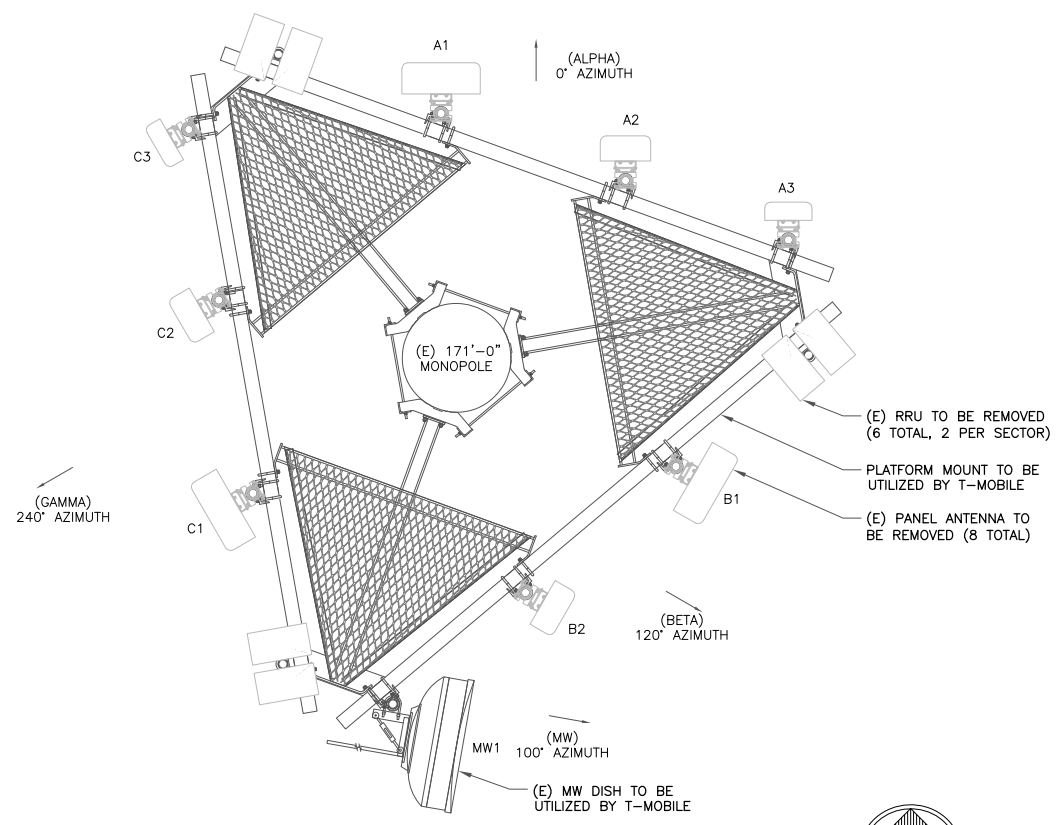 A1
(ALPHA)
0° AZIMUTH
A2
C3
A3
C2
(E) 171'-0"
MONOPOLE
(E) RRU TO BE REMOVED
(6 TOTAL, 2 PER SECTOR)
PLATFORM MOUNT TO BE
UTILIZED BY T-MOBILE
(GAMMA)
240° AZIMUTH
C1
B1
(E) PANEL ANTENNA TO
BE REMOVED (8 TOTAL)
B2
(BETA)
120° AZIMUTH
MW1
(MW)
100° AZIMUTH
(E) MW DISH TO BE
UTILIZED BY T-MOBILE